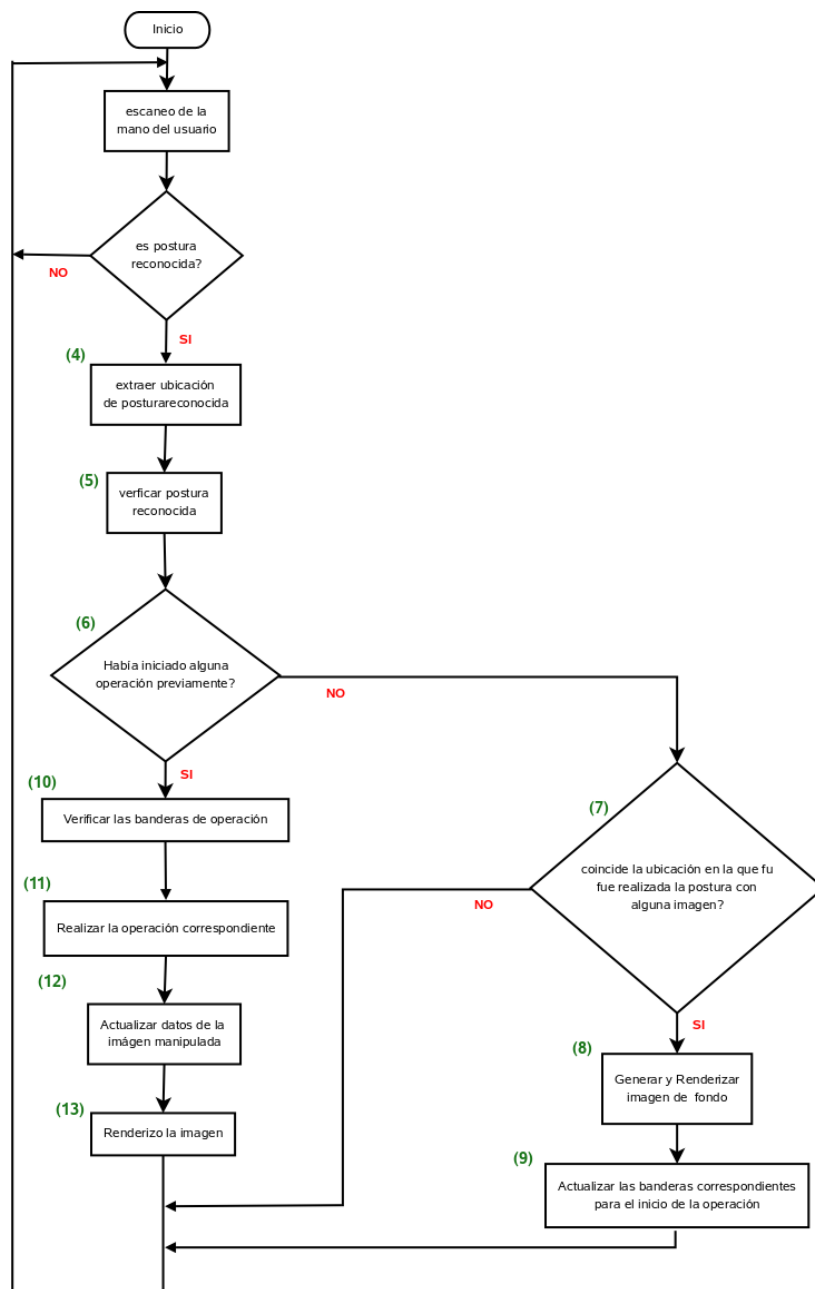 Inicio
escaneo de la
mano del usuario
es postura
reconocida?
NO
SI
(4)
extraer ubicación
de posturareconocida
(5)
verficar postura
reconocida
(6)
Había iniciado alguna
operación previamente?
NO
SI
(10)
Verificar las banderas de operación
(7)
coincide la ubicación en la que fu
fue realizada la postura con
alguna imagen?
NO
(11)
Realizar la operación correspondiente
(12)
Actualizar datos de la
imágen manipulada
SI
(8)
Generar y Renderizar
imagen de fondo
(13)
Renderizo la imagen
(9)
Actualizar las banderas correspondientes
para el inicio de la operación